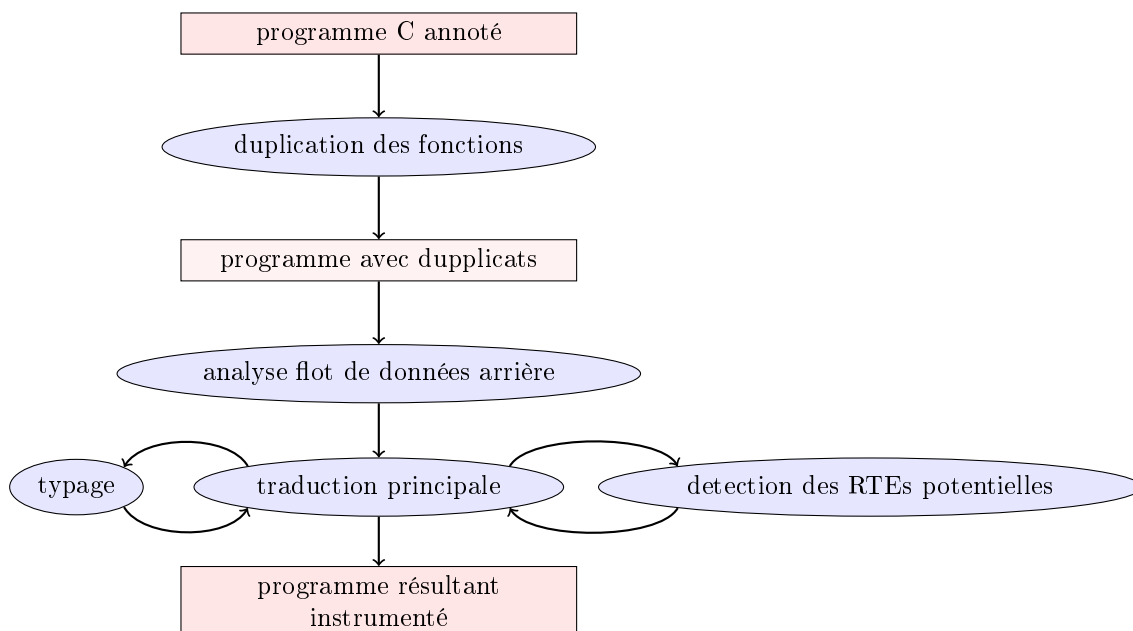 programme C annoté
duplication des fonctions
programme avec dupplicats
analyse flot de données arrière
typage
traduction principale
detection des RTEs potentielles
programme résultant
instrumenté